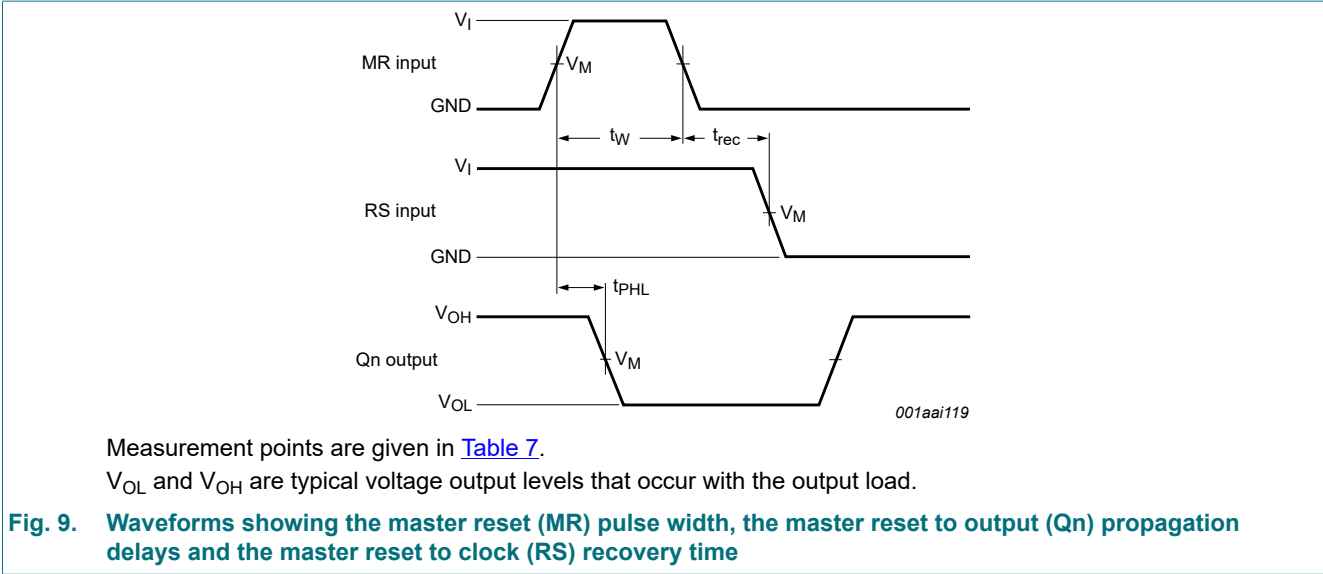 VI
MR input
VM
GND
tW
trec
VI
RS input
VM
GND
tPHL
VOH
Qn output
VM
VOL
001aai119
Measurement points are given in Table 7.
VOL and VOH are typical voltage output levels that occur with the output load.
Fig. 9. Waveforms showing the master reset (MR) pulse width, the master reset to output (Qn) propagation
delays and the master reset to clock (RS) recovery time